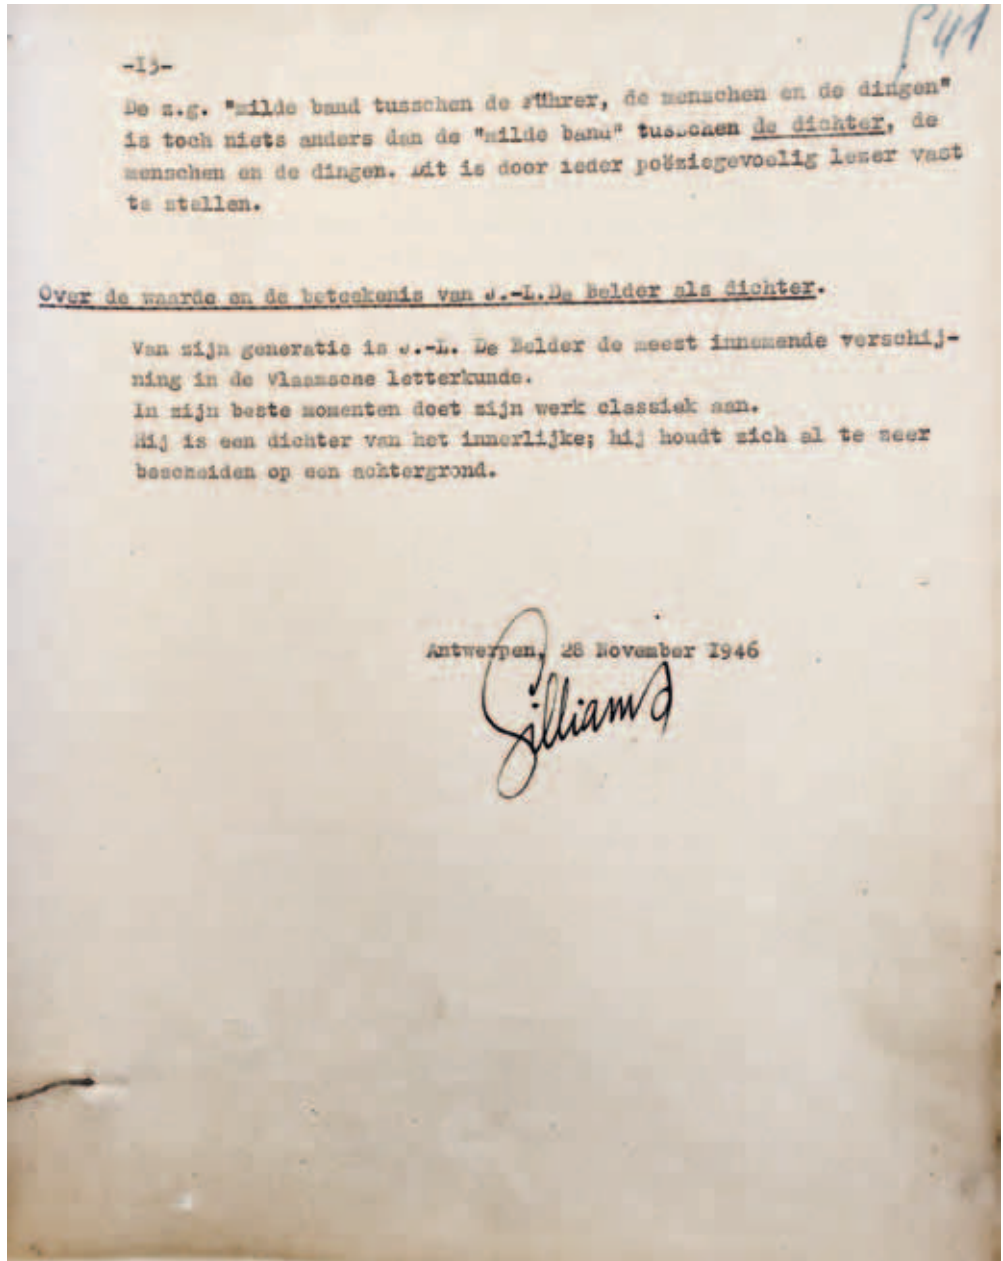 541
-13-
De z.g. "milde band tusschen de Führer, de menschen en de dingen"
is toch niets anders dan de "milde band" tusschen de dichter, de
menschen en de dingen. Dit is door ieder poëziegevoelig lezer vast
te stellen.
Over de waarde en de beteekenis van J.-L.De Belder als dichter.
Van zijn generatie is J.-L. De Belder de meest innemende verschij-
ning in de Vlaamsche letterkunde.
In zijn beste momenten doet zijn werk classiek aan.
Hij is een dichter van het innerlijke; hij houdt zich al te zeer
bescheiden op een achtergrond.
Antwerpen, 28 November 1946
Gilliams